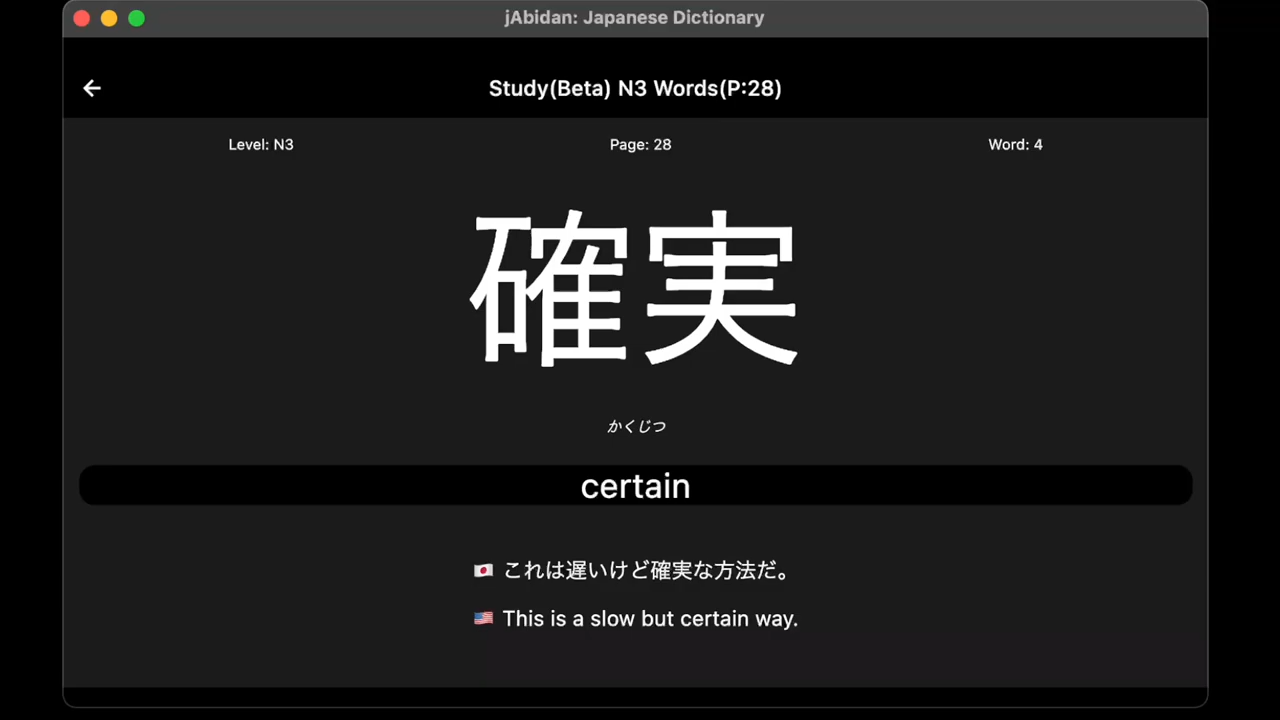 jAbidan: Japanese Dictionary
Study(Beta) N3 Words(P:28)
Level: N3 Page: 28 Word: 4
確実
かくじつ
certain
🇯🇵 これは遅いけど確実な方法だ。
🇺🇸 This is a slow but certain way.